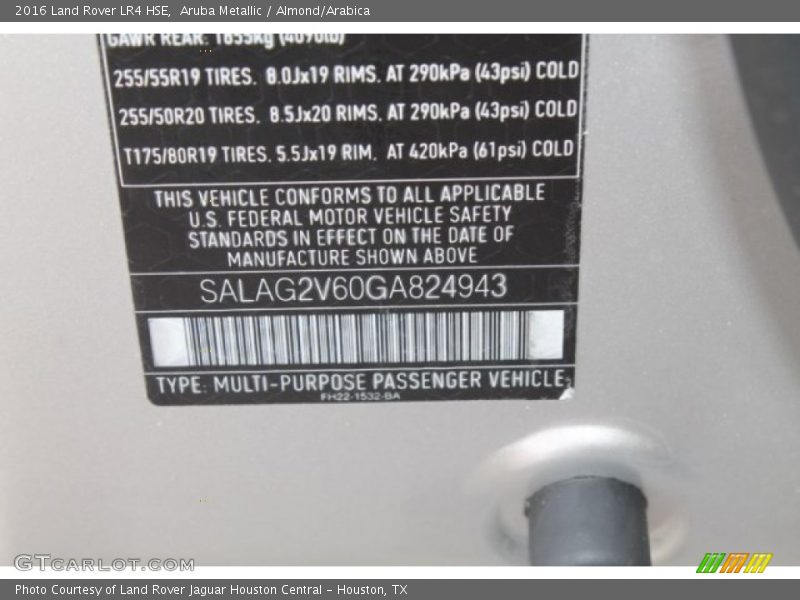 2016 Land Rover LR4 HSE, Aruba Metallic / Almond/Arabica
GAWR REAR: 1855kg (4090lb)
255/55R19 TIRES. 8.0Jx19 RIMS. AT 290kPa (43psi) COLD
255/50R20 TIRES. 8.5Jx20 RIMS. AT 290kPa (43psi) COLD
T175/80R19 TIRES. 5.5Jx19 RIM. AT 420kPa (61psi) COLD
THIS VEHICLE CONFORMS TO ALL APPLICABLE
U.S. FEDERAL MOTOR VEHICLE SAFETY
STANDARDS IN EFFECT ON THE DATE OF
MANUFACTURE SHOWN ABOVE
SALAG2V60GA824943
TYPE: MULTI-PURPOSE PASSENGER VEHICLE
FH22-1532-BA
GTCARLOT.COM
Photo Courtesy of Land Rover Jaguar Houston Central - Houston, TX